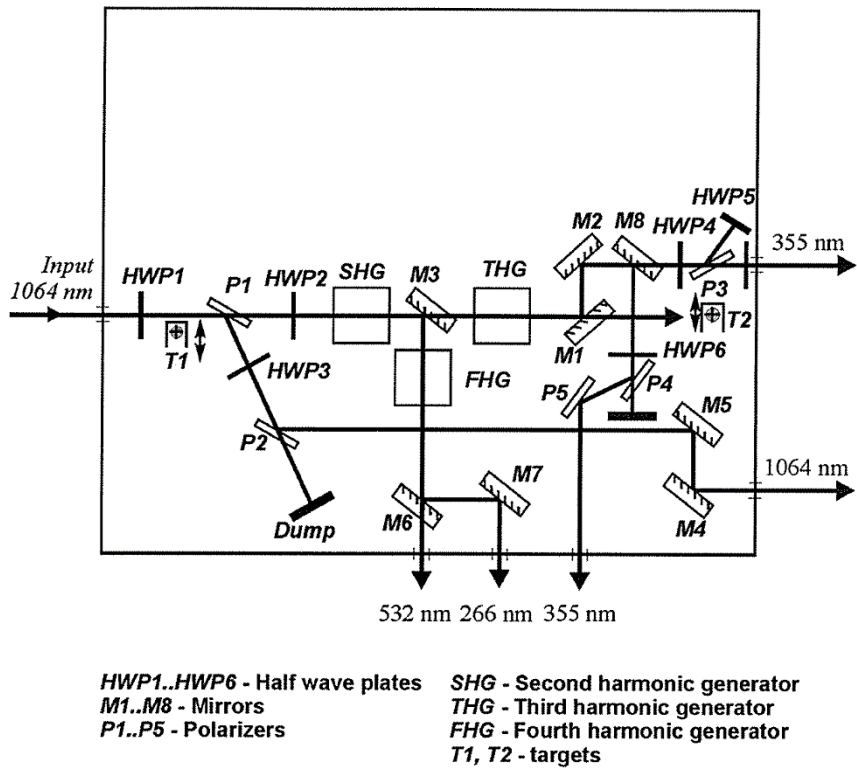 HWP5
M2 M8
HWP4
355 nm
Input
1064 nm
HWP1
P1
HWP2
SHG
M3
THG
P3
T1
T2
M1
HWP3
FHG
HWP6
P5
P4
P2
M5
1064 nm
M7
M6
M4
Dump
532 nm 266 nm 355 nm
HWP1..HWP6 - Half wave plates
M1..M8 - Mirrors
P1..P5 - Polarizers
SHG - Second harmonic generator
THG - Third harmonic generator
FHG - Fourth harmonic generator
T1, T2 - targets